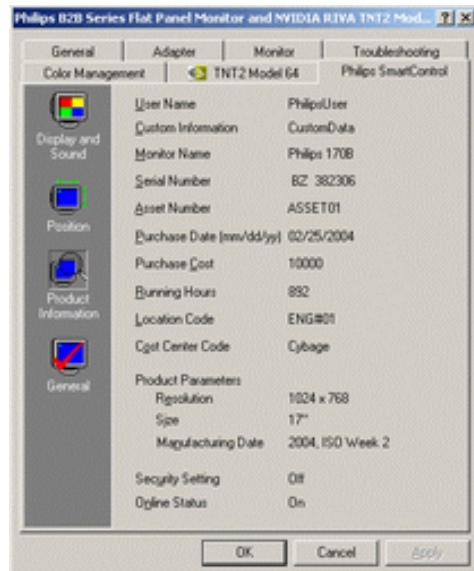 Philips B2B Series Flat Panel Monitor and NVIDIA RIVA TNT2 Mod...
General Adapter Monitor Troubleshooting
Color Management TNT2 Model 64 Philips SmartControl
Display and Sound
Position
Product Information
General
User Name PhilipsUser
Custom Information CustomData
Monitor Name Philips 170B
Serial Number BZ 382306
Asset Number ASSET01
Purchase Date (mm/dd/yy) 02/25/2004
Purchase Cost 10000
Running Hours 892
Location Code ENG#01
Cost Center Code Cybage
Product Parameters
Resolution 1024 x 768
Size 17"
Manufacturing Date 2004, ISO Week 2
Security Setting Off
Online Status On
OK Cancel Apply